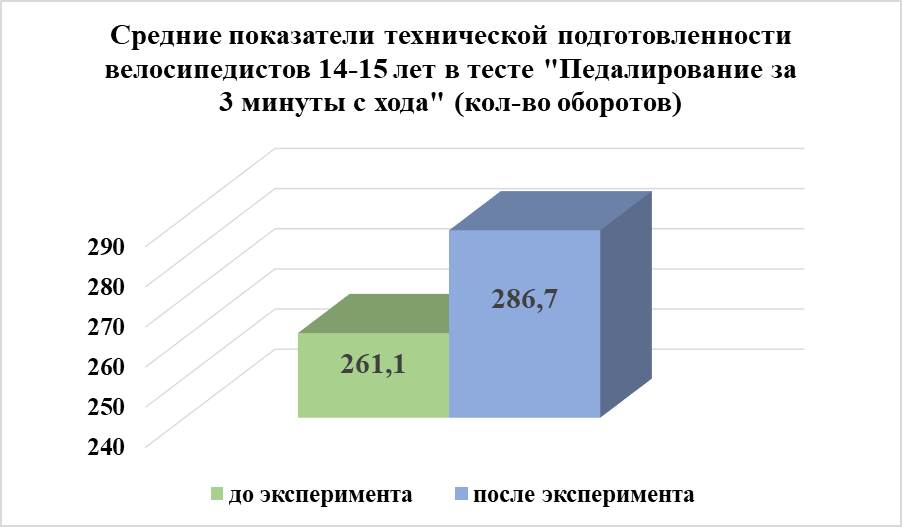 Средние показатели технической подготовленности
велосипедистов 14-15 лет в тесте "Педалирование за
3 минуты с хода" (кол-во оборотов)
290
280
270
260
250
240
261,1
286,7
до эксперимента
после эксперимента